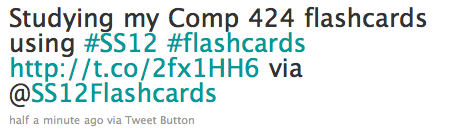 Studying my Comp 424 flashcards
using #SS12 #flashcards
http://t.co/2fx1HH6 via
@SS12Flashcards
half a minute ago via Tweet Button